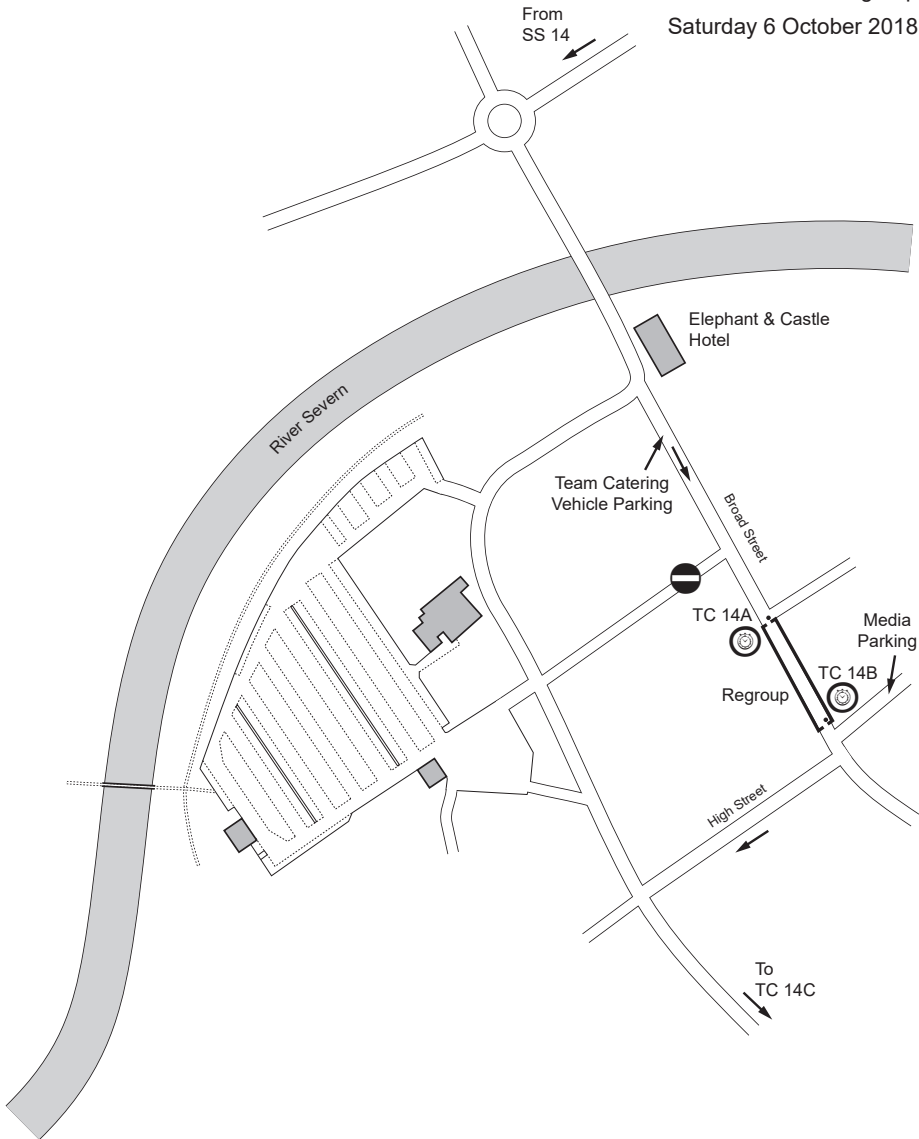 Saturday 6 October 2018
From
SS 14
Elephant & Castle
Hotel
River Severn
Team Catering
Vehicle Parking
Broad Street
TC 14A
Media
Parking
TC 14B
Regroup
High Street
To
TC 14C